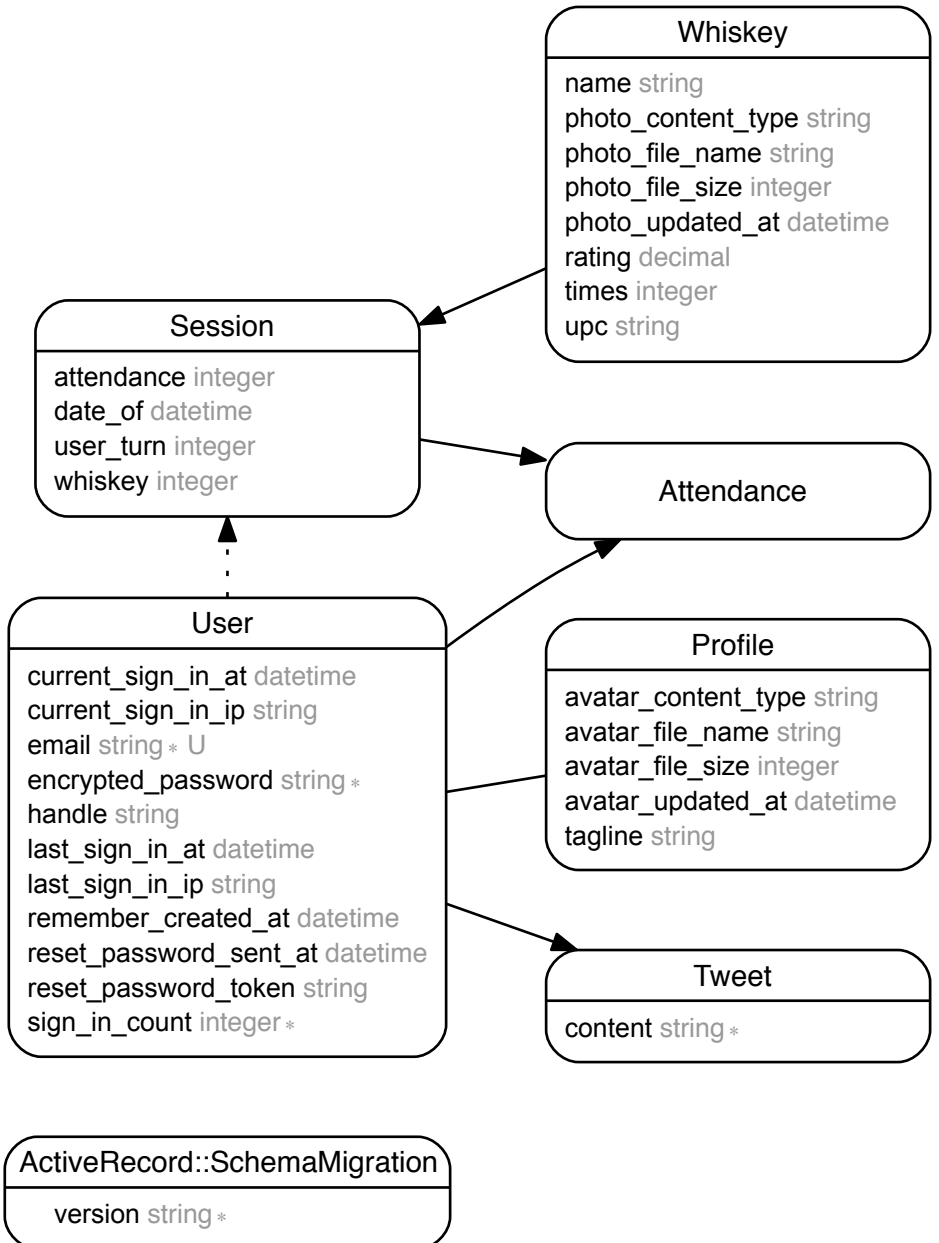 Whiskey
name string
photo_content_type string
photo_file_name string
photo_file_size integer
photo_updated_at datetime
rating decimal
times integer
upc string
Session
attendance integer
date_of datetime
user_turn integer
whiskey integer
Attendance
User
current_sign_in_at datetime
current_sign_in_ip string
email string ∗ U
encrypted_password string ∗
handle string
last_sign_in_at datetime
last_sign_in_ip string
remember_created_at datetime
reset_password_sent_at datetime
reset_password_token string
sign_in_count integer ∗
Profile
avatar_content_type string
avatar_file_name string
avatar_file_size integer
avatar_updated_at datetime
tagline string
Tweet
content string ∗
ActiveRecord::SchemaMigration
version string ∗